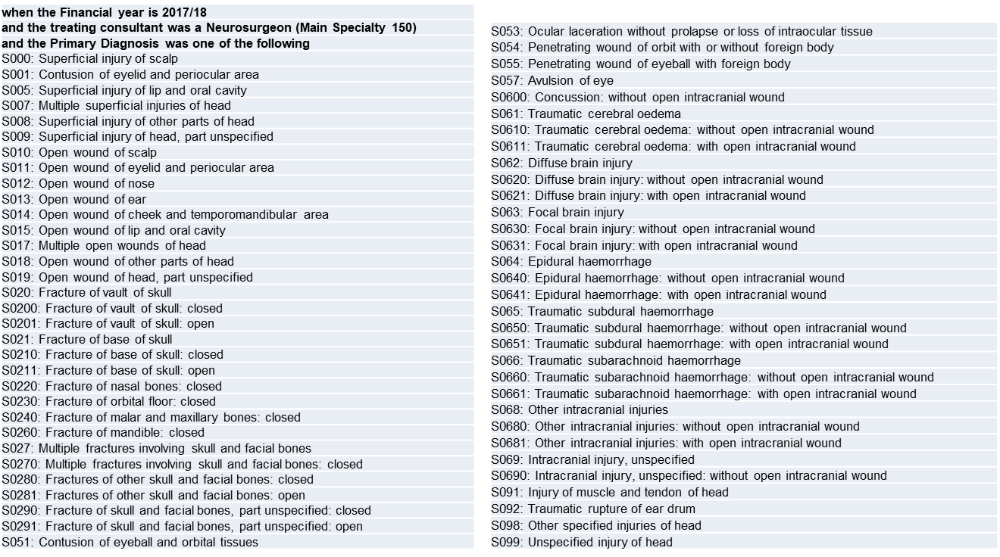 when the Financial year is 2017/18
and the treating consultant was a Neurosurgeon (Main Specialty 150)
and the Primary Diagnosis was one of the following
S000: Superficial injury of scalp
S001: Contusion of eyelid and periocular area
S005: Superficial injury of lip and oral cavity
S007: Multiple superficial injuries of head
S008: Superficial injury of other parts of head
S009: Superficial injury of head, part unspecified
S010: Open wound of scalp
S011: Open wound of eyelid and periocular area
S012: Open wound of nose
S013: Open wound of ear
S014: Open wound of cheek and temporomandibular area
S015: Open wound of lip and oral cavity
S017: Multiple open wounds of head
S018: Open wound of other parts of head
S019: Open wound of head, part unspecified
S020: Fracture of vault of skull
S0200: Fracture of vault of skull: closed
S0201: Fracture of vault of skull: open
S021: Fracture of base of skull
S0210: Fracture of base of skull: closed
S0211: Fracture of base of skull: open
S0220: Fracture of nasal bones: closed
S0230: Fracture of orbital floor: closed
S0240: Fracture of malar and maxillary bones: closed
S0260: Fracture of mandible: closed
S027: Multiple fractures involving skull and facial bones
S0270: Multiple fractures involving skull and facial bones: closed
S0280: Fractures of other skull and facial bones: closed
S0281: Fractures of other skull and facial bones: open
S0290: Fracture of skull and facial bones, part unspecified: closed
S0291: Fracture of skull and facial bones, part unspecified: open
S051: Contusion of eyeball and orbital tissues
S053: Ocular laceration without prolapse or loss of intraocular tissue
S054: Penetrating wound of orbit with or without foreign body
S055: Penetrating wound of eyeball with foreign body
S057: Avulsion of eye
S0600: Concussion: without open intracranial wound
S061: Traumatic cerebral oedema
S0610: Traumatic cerebral oedema: without open intracranial wound
S0611: Traumatic cerebral oedema: with open intracranial wound
S062: Diffuse brain injury
S0620: Diffuse brain injury: without open intracranial wound
S0621: Diffuse brain injury: with open intracranial wound
S063: Focal brain injury
S0630: Focal brain injury: without open intracranial wound
S0631: Focal brain injury: with open intracranial wound
S064: Epidural haemorrhage
S0640: Epidural haemorrhage: without open intracranial wound
S0641: Epidural haemorrhage: with open intracranial wound
S065: Traumatic subdural haemorrhage
S0650: Traumatic subdural haemorrhage: without open intracranial wound
S0651: Traumatic subdural haemorrhage: with open intracranial wound
S066: Traumatic subarachnoid haemorrhage
S0660: Traumatic subarachnoid haemorrhage: without open intracranial wound
S0661: Traumatic subarachnoid haemorrhage: with open intracranial wound
S068: Other intracranial injuries
S0680: Other intracranial injuries: without open intracranial wound
S0681: Other intracranial injuries: with open intracranial wound
S069: Intracranial injury, unspecified
S0690: Intracranial injury, unspecified: without open intracranial wound
S091: Injury of muscle and tendon of head
S092: Traumatic rupture of ear drum
S098: Other specified injuries of head
S099: Unspecified injury of head